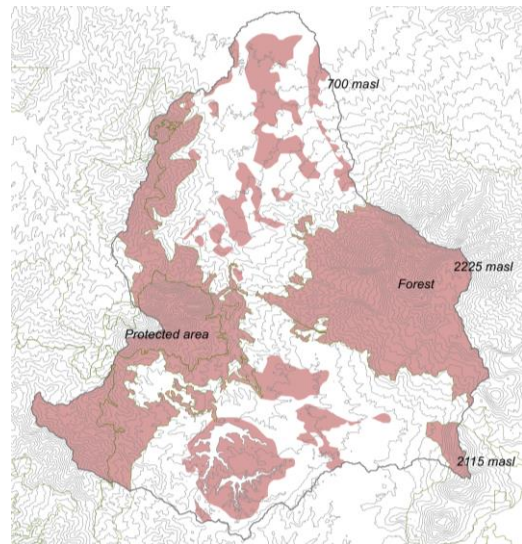 700 masl
2225 masl
Forest
Protected area
2115 masl